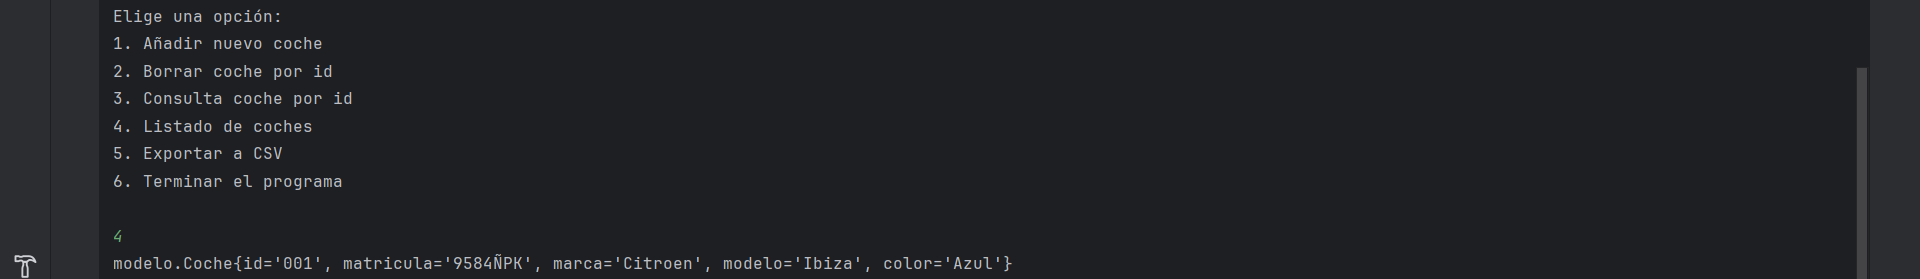 Elige una opción:
1. Añadir nuevo coche
2. Borrar coche por id
3. Consulta coche por id
4. Listado de coches
5. Exportar a CSV
6. Terminar el programa
4
modelo.Coche{id='001', matricula='9584ÑPK', marca='Citroen', modelo='Ibiza', color='Azul'}